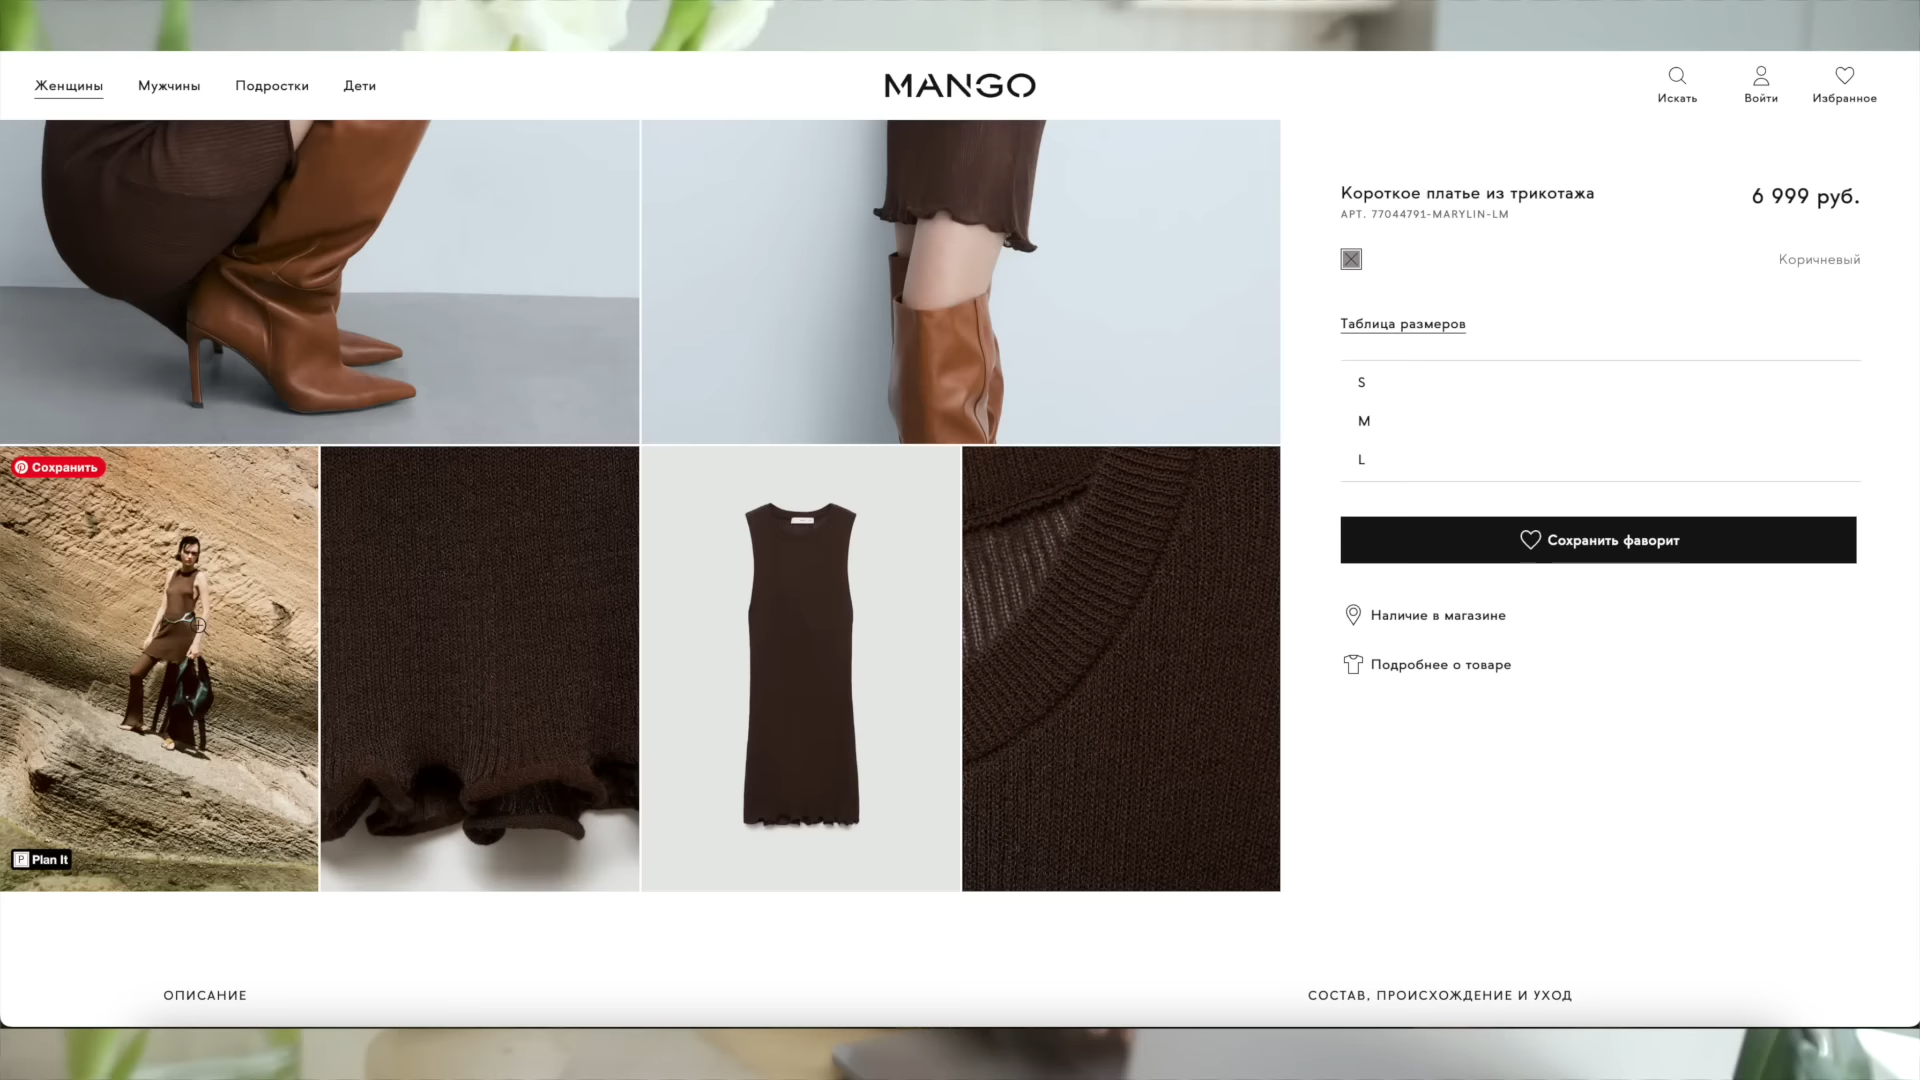 Женщины
Мужчины
Подростки
Дети
MANGO
Искать
Войти
Избранное
Короткое платье из трикотажа
6 999 руб.
АРТ. 77044791-MARYLIN-LM
Коричневый
Таблица размеров
S
M
L
Сохранить фаворит
Наличие в магазине
Подробнее о товаре
Сохранить
P Plan It
ОПИСАНИЕ
СОСТАВ, ПРОИСХОЖДЕНИЕ И УХОД